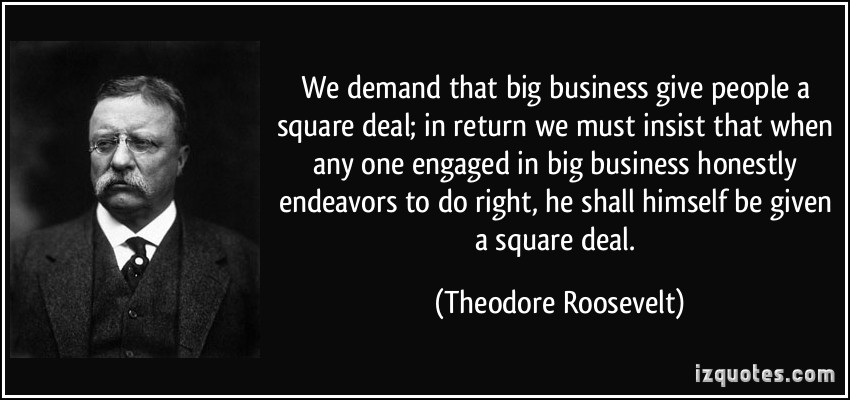 We demand that big business give people a
square deal; in return we must insist that when
any one engaged in big business honestly
endeavors to do right, he shall himself be given
a square deal.
(Theodore Roosevelt)
izquotes.com